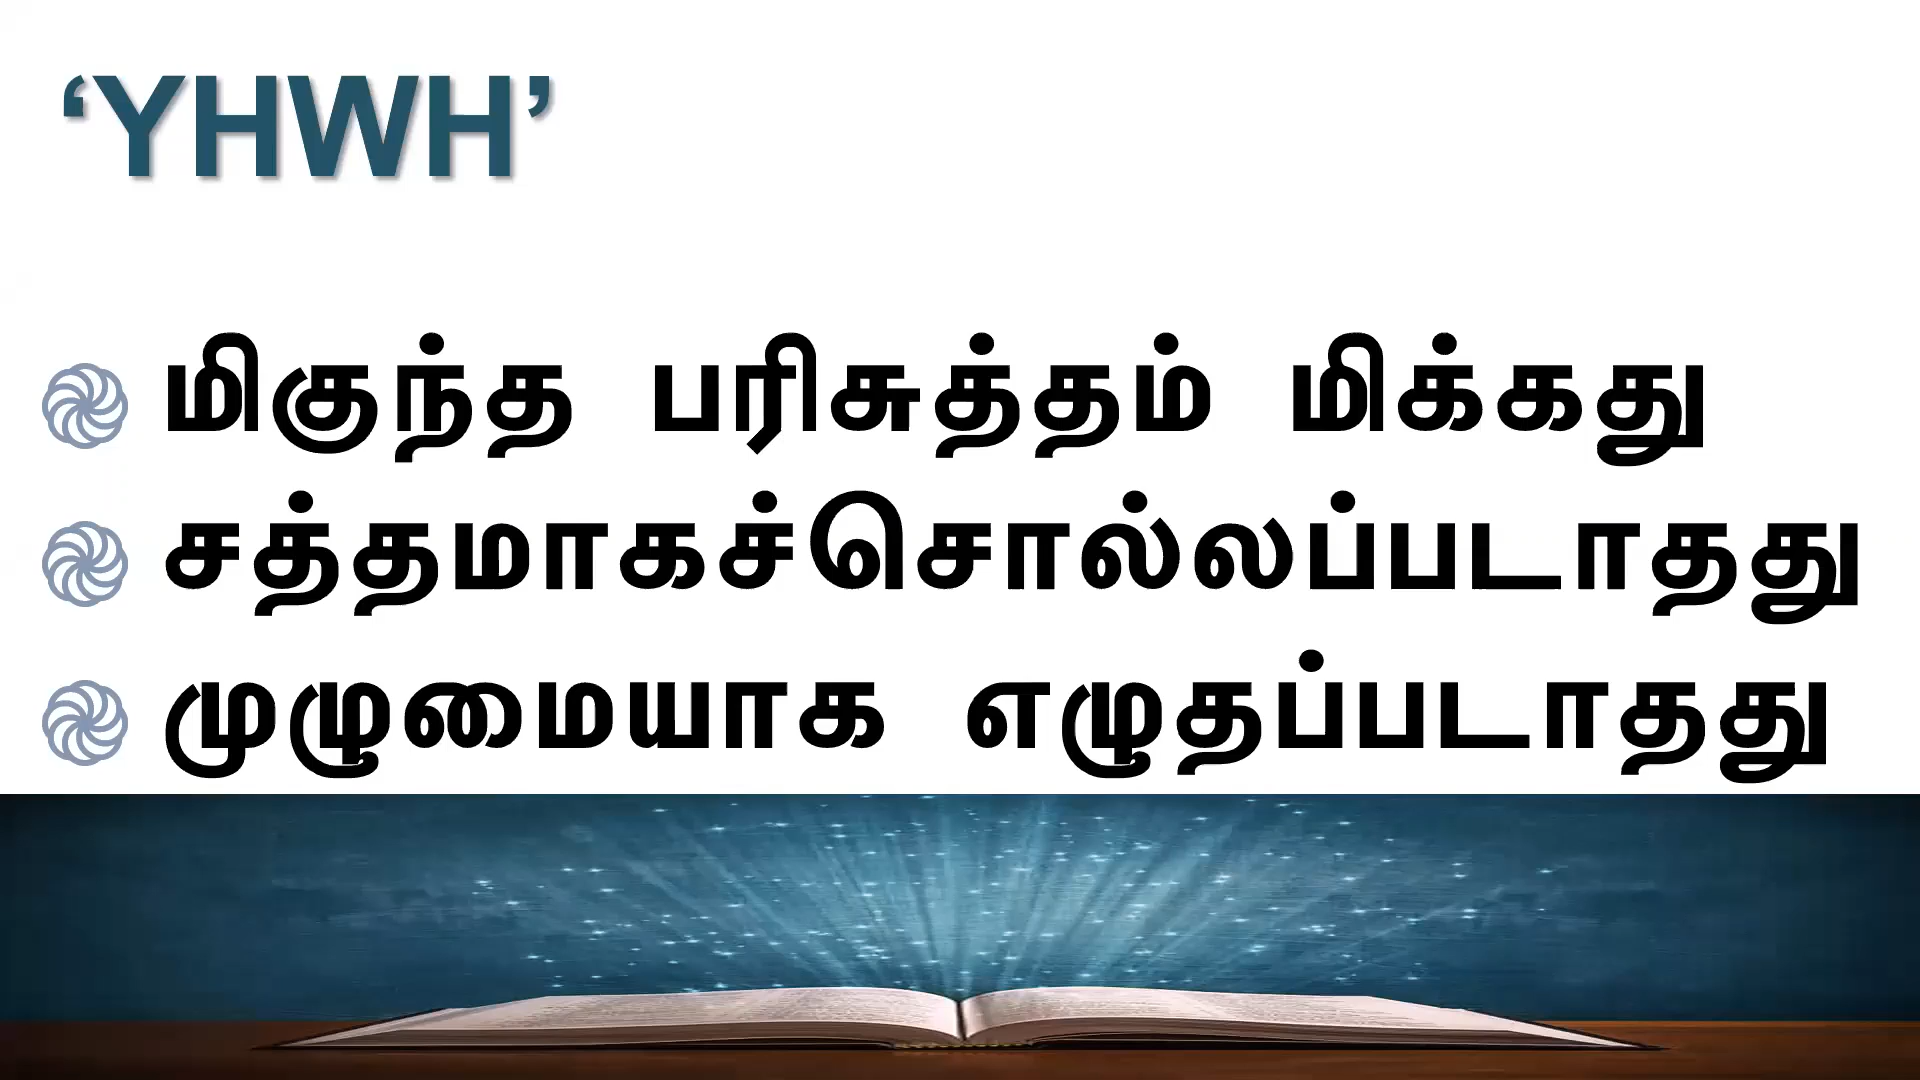 ‘YHWH’
மிகுந்த பரிசுத்தம் மிக்கது
சத்தமாகச்சொல்லப்படாதது
முழுமையாக எழுதப்படாதது